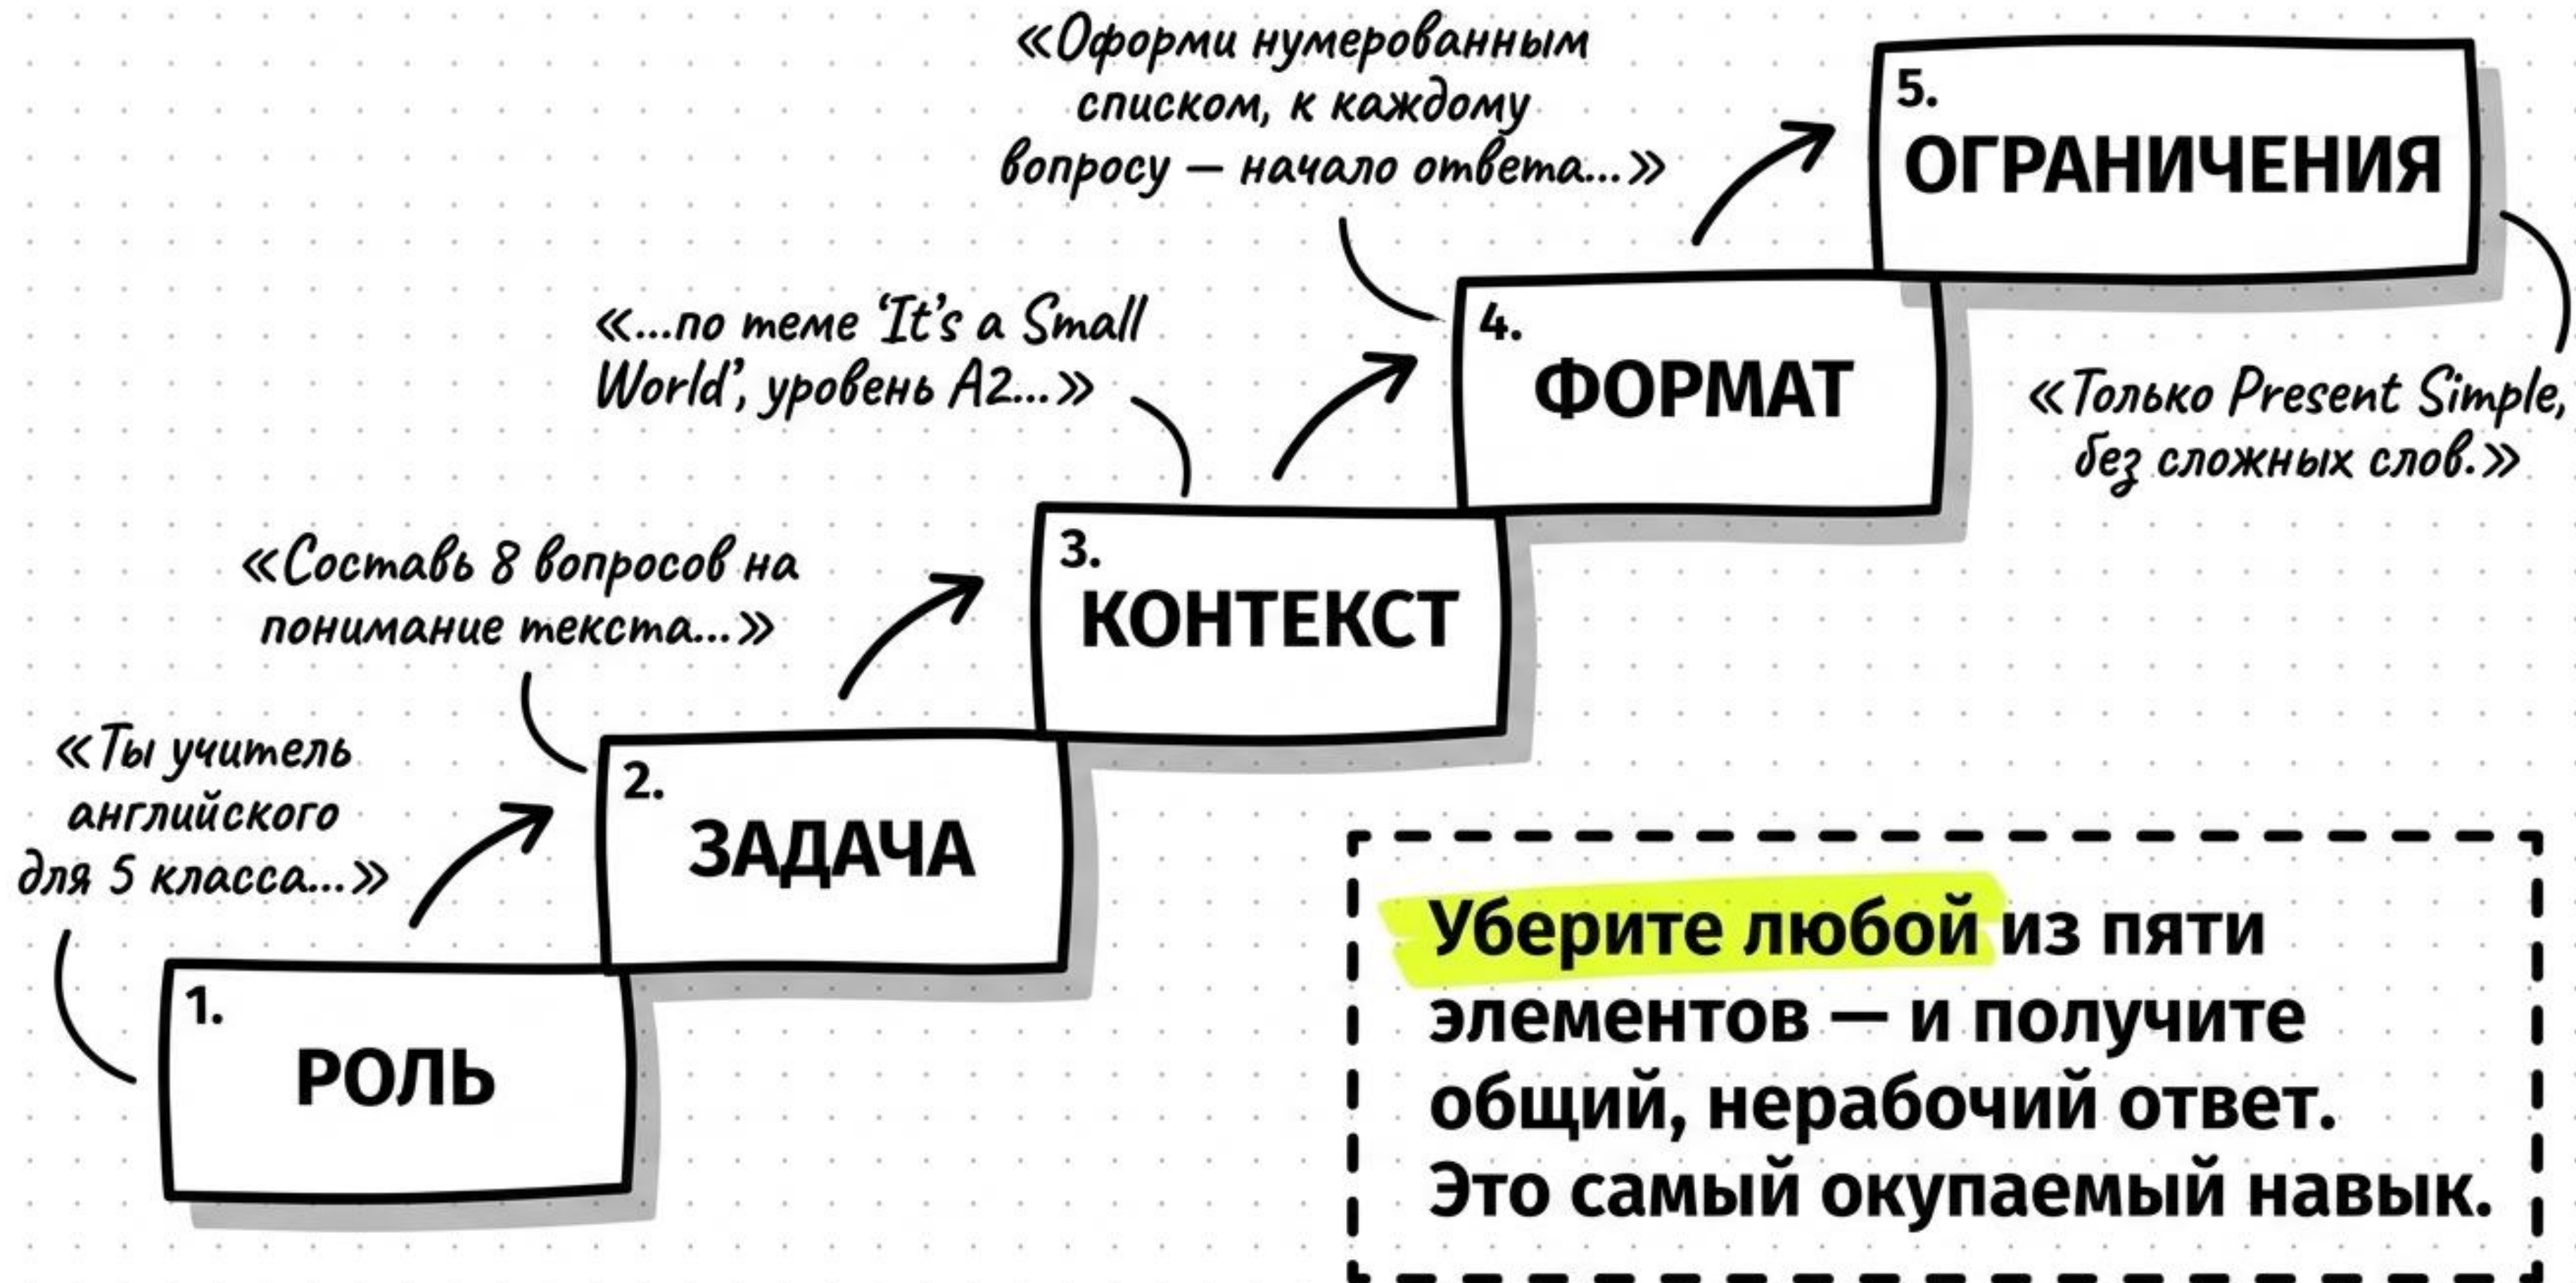 «Ты учитель
английского
для 5 класса...»
1.
РОЛЬ
«Составь 8 вопросов на
понимание текста...»
2.
ЗАДАЧА
«...по теме ‘It’s a Small
World’, уровень А2...»
3.
КОНТЕКСТ
«Оформи нумерованным
списком, к каждому
вопросу — начало ответа...»
4.
ФОРМАТ
5.
ОГРАНИЧЕНИЯ
«Только Present Simple,
без сложных слов.»
Уберите любой из пяти
элементов — и получите
общий, нерабочий ответ.
Это самый окупаемый навык.